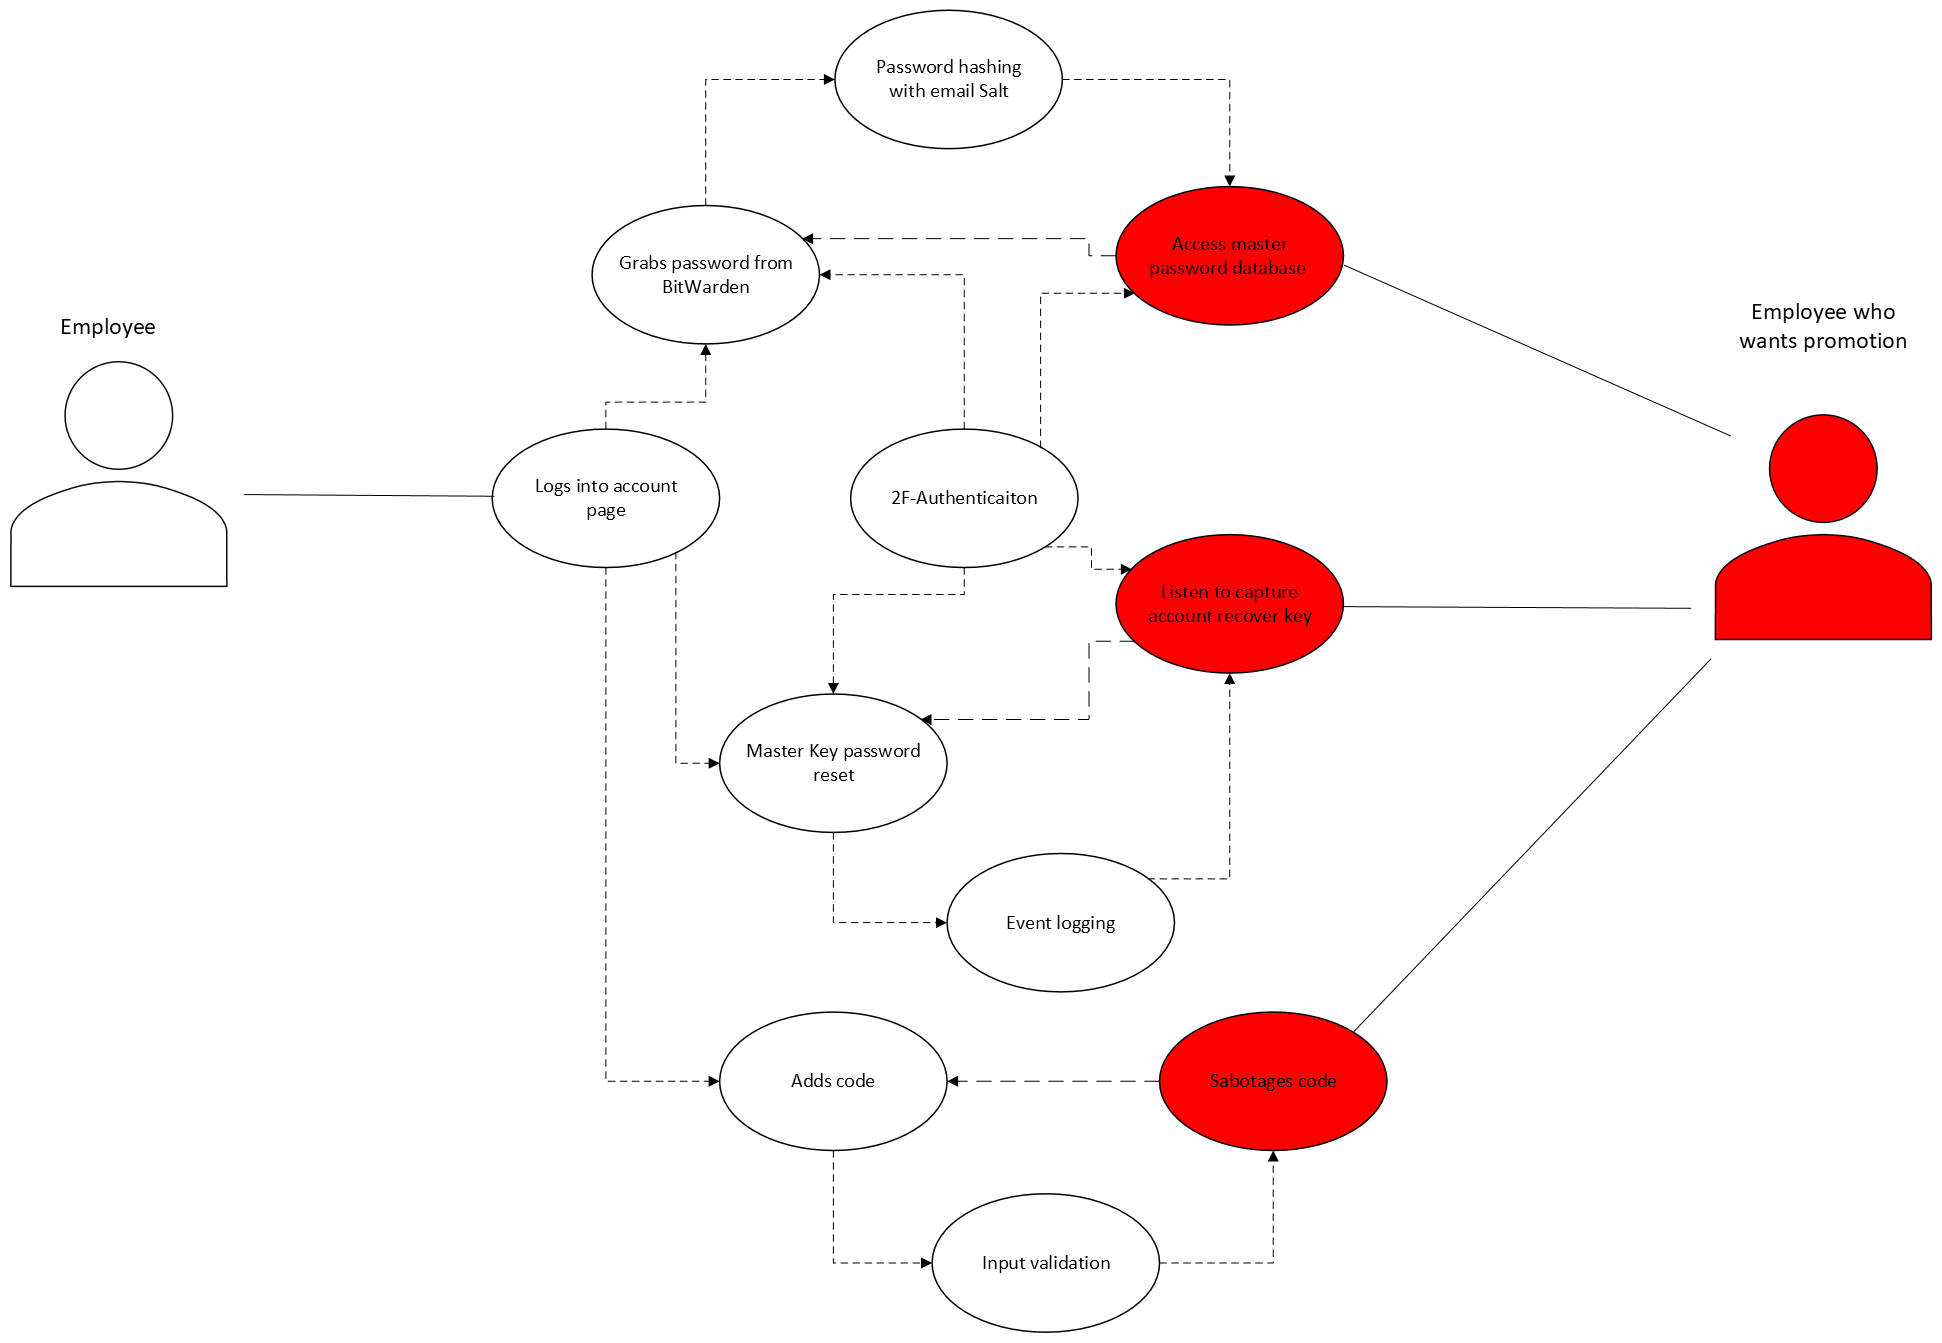 Password hashing
with email Salt
Access master
password database
Grabs password from
BitWarden
Employee
Employee who
wants promotion
Logs into account
page
2F-Authenticaiton
Listen to capture
account recover key
Master Key password
reset
Event logging
Adds code
Sabotages code
Input validation